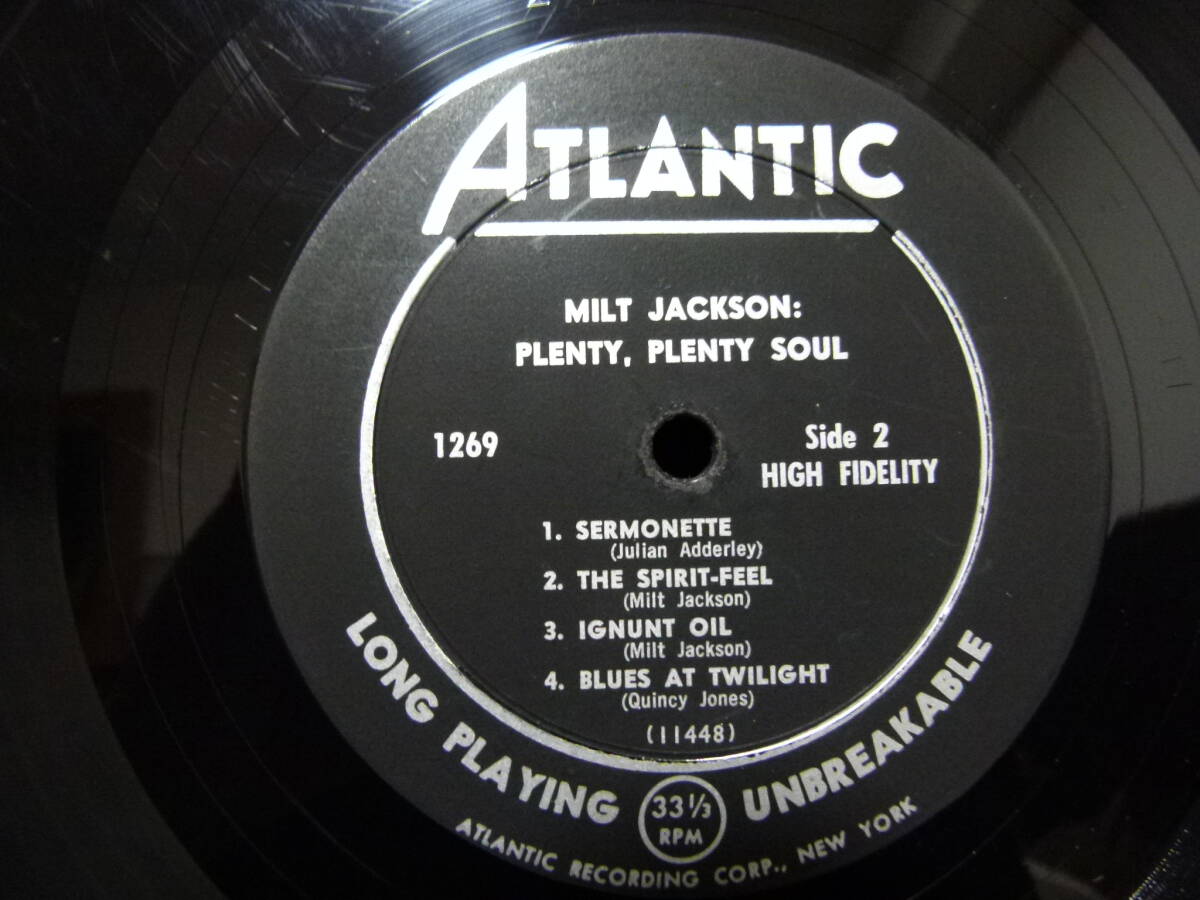 ATLANTIC
MILT JACKSON:
PLENTY, PLENTY SOUL
1269
Side 2
HIGH FIDELITY
1. SERMONETTE
(Julian Adderley)
2. THE SPIRIT-FEEL
(Milt Jackson)
3. IGNUNT OIL
(Milt Jackson)
4. BLUES AT TWILIGHT
(Quincy Jones)
(11448)
LONG PLAYING
33 1/3
RPM
UNBREAKABLE
ATLANTIC RECORDING CORP., NEW YORK